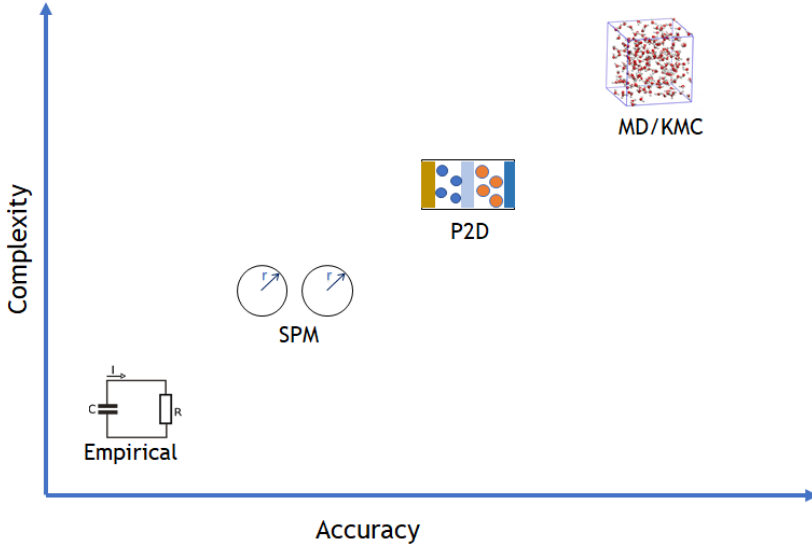 MD/KMC
P2D
r r
SPM
I
C R
Empirical
Complexity
Accuracy